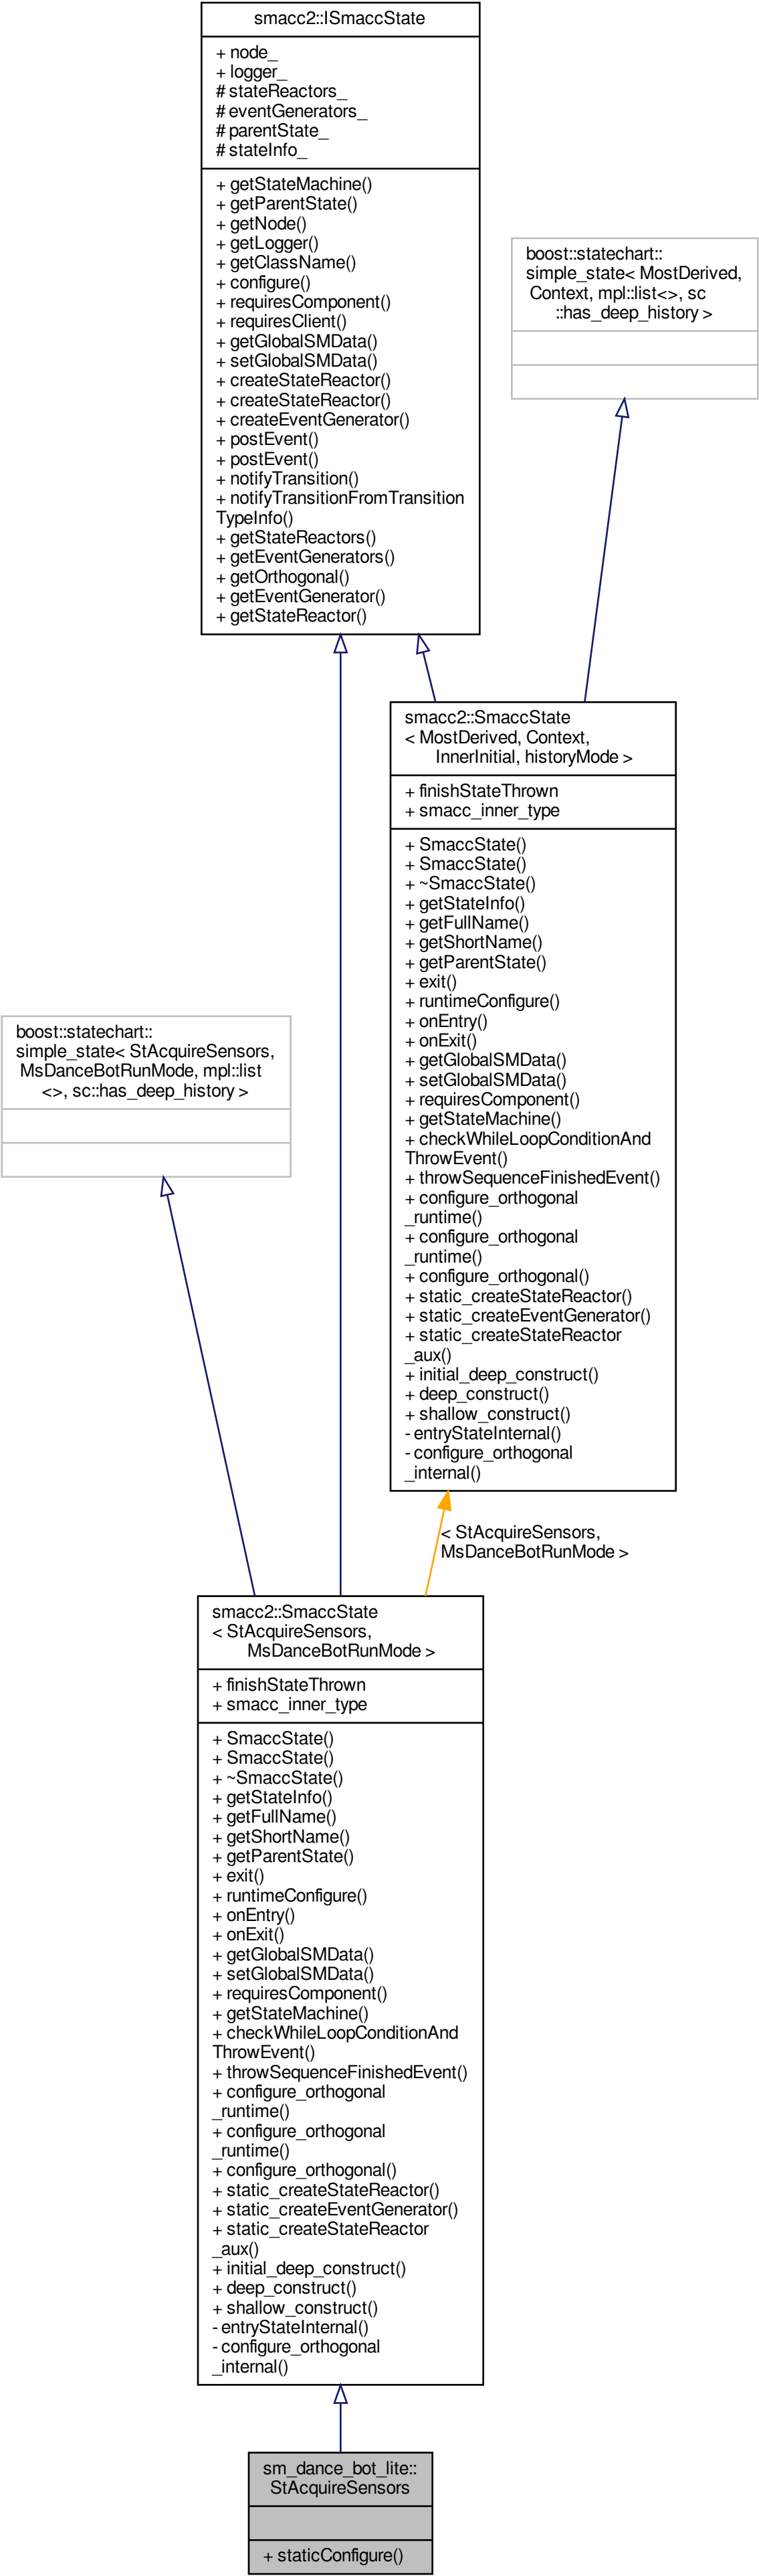 smacc2::ISmaccState
+ node_
+ logger_
# stateReactors_
# eventGenerators_
# parentState_
# stateInfo_
+ getStateMachine()
+ getParentState()
+ getNode()
+ getLogger()
+ getClassName()
+ configure()
+ requiresComponent()
+ requiresClient()
+ getGlobalSMData()
+ setGlobalSMData()
+ createStateReactor()
+ createStateReactor()
+ createEventGenerator()
+ postEvent()
+ postEvent()
+ notifyTransition()
+ notifyTransitionFromTransition
TypeInfo()
+ getStateReactors()
+ getEventGenerators()
+ getOrthogonal()
+ getEventGenerator()
+ getStateReactor()
boost::statechart::
simple_state< MostDerived,
Context, mpl::list<>, sc
::has_deep_history >
smacc2::SmaccState
< MostDerived, Context,
InnerInitial, historyMode >
+ finishStateThrown
+ smacc_inner_type
+ SmaccState()
+ SmaccState()
+ ~SmaccState()
+ getStateInfo()
+ getFullName()
+ getShortName()
+ getParentState()
+ exit()
+ runtimeConfigure()
+ onEntry()
+ onExit()
+ getGlobalSMData()
+ setGlobalSMData()
+ requiresComponent()
+ getStateMachine()
+ checkWhileLoopConditionAnd
ThrowEvent()
+ throwSequenceFinishedEvent()
+ configure_orthogonal
_runtime()
+ configure_orthogonal
_runtime()
+ configure_orthogonal()
+ static_createStateReactor()
+ static_createEventGenerator()
+ static_createStateReactor
_aux()
+ initial_deep_construct()
+ deep_construct()
+ shallow_construct()
- entryStateInternal()
- configure_orthogonal
_internal()
boost::statechart::
simple_state< StAcquireSensors,
MsDanceBotRunMode, mpl::list
<>, sc::has_deep_history >
< StAcquireSensors,
MsDanceBotRunMode >
smacc2::SmaccState
< StAcquireSensors,
MsDanceBotRunMode >
+ finishStateThrown
+ smacc_inner_type
+ SmaccState()
+ SmaccState()
+ ~SmaccState()
+ getStateInfo()
+ getFullName()
+ getShortName()
+ getParentState()
+ exit()
+ runtimeConfigure()
+ onEntry()
+ onExit()
+ getGlobalSMData()
+ setGlobalSMData()
+ requiresComponent()
+ getStateMachine()
+ checkWhileLoopConditionAnd
ThrowEvent()
+ throwSequenceFinishedEvent()
+ configure_orthogonal
_runtime()
+ configure_orthogonal
_runtime()
+ configure_orthogonal()
+ static_createStateReactor()
+ static_createEventGenerator()
+ static_createStateReactor
_aux()
+ initial_deep_construct()
+ deep_construct()
+ shallow_construct()
- entryStateInternal()
- configure_orthogonal
_internal()
sm_dance_bot_lite::
StAcquireSensors
+ staticConfigure()